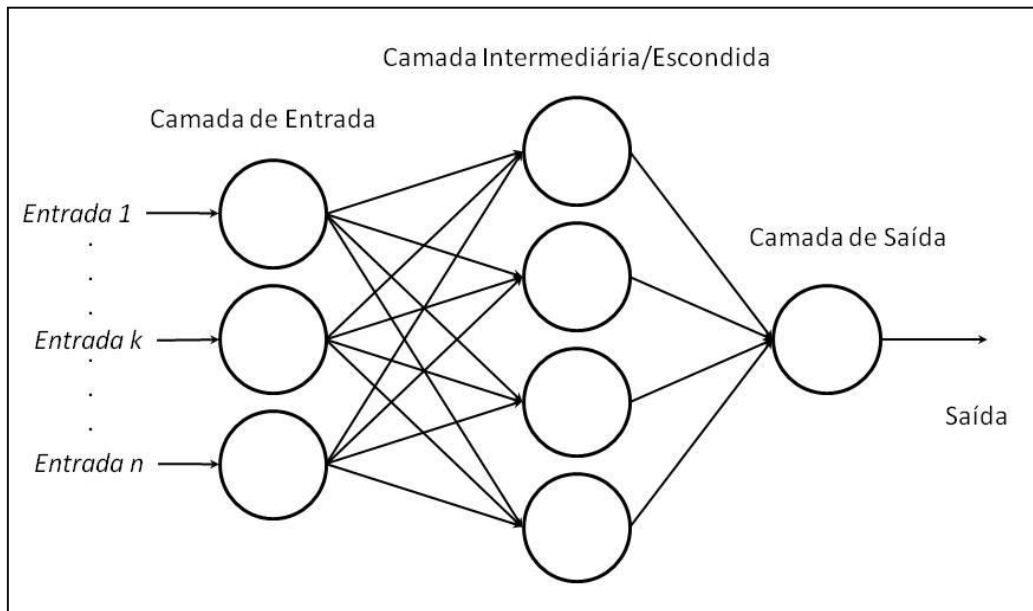 Camada Intermediária/Escondida
Camada de Entrada
Entrada 1
Camada de Saída
Entrada k
Saída
Entrada n